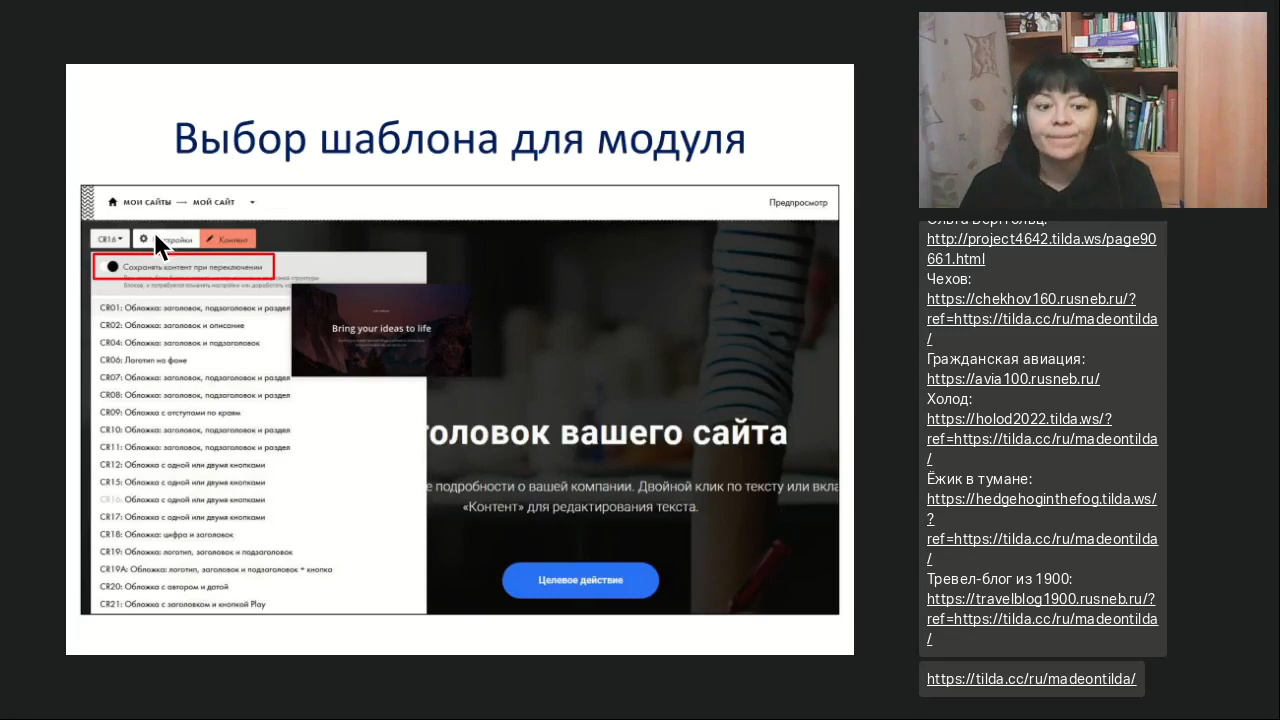 Выбор шаблона для модуля
МОИ САЙТЫ → МОЙ САЙТ
Предпросмотр
CR16
Контент
Сохранять контент при переключении
CR01: Обложка: заголовок, подзаголовок и раздел
CR02: Обложка: заголовок и описание
CR04: Обложка: заголовок и подзаголовок
CR06: Логотип на фоне
CR07: Обложка: заголовок, подзаголовок и раздел
CR08: Обложка: заголовок, подзаголовок и раздел
CR09: Обложка с отступами по краям
CR10: Обложка: заголовок, подзаголовок и раздел
CR11: Обложка: заголовок, подзаголовок и раздел
CR12: Обложка с одной или двумя кнопками
CR15: Обложка с одной или двумя кнопками
CR16: Обложка с одной или двумя кнопками
CR17: Обложка с одной или двумя кнопками
CR18: Обложка: цифра и заголовок
CR19: Обложка: логотип, заголовок и подзаголовок
CR19A: Обложка: логотип, заголовок и подзаголовок + кнопка
CR20: Обложка с автором и датой
CR21: Обложка с заголовком и кнопкой Play
Bring your ideas to life
оловок вашего сайта
е подробности о вашей компании. Двойной клик по тексту или вкла
«Контент» для редактирования текста.
Целевое действие
http://project4642.tilda.ws/page90
661.html
Чехов:
https://chekhov160.rusneb.ru/?
ref=https://tilda.cc/ru/madeontilda
/
Гражданская авиация:
https://avia100.rusneb.ru/
Холод:
https://holod2022.tilda.ws/?
ref=https://tilda.cc/ru/madeontilda
/
Ёжик в тумане:
https://hedgehoginthefog.tilda.ws/
?
ref=https://tilda.cc/ru/madeontilda
/
Тревел-блог из 1900:
https://travelblog1900.rusneb.ru/?
ref=https://tilda.cc/ru/madeontilda
/
https://tilda.cc/ru/madeontilda/